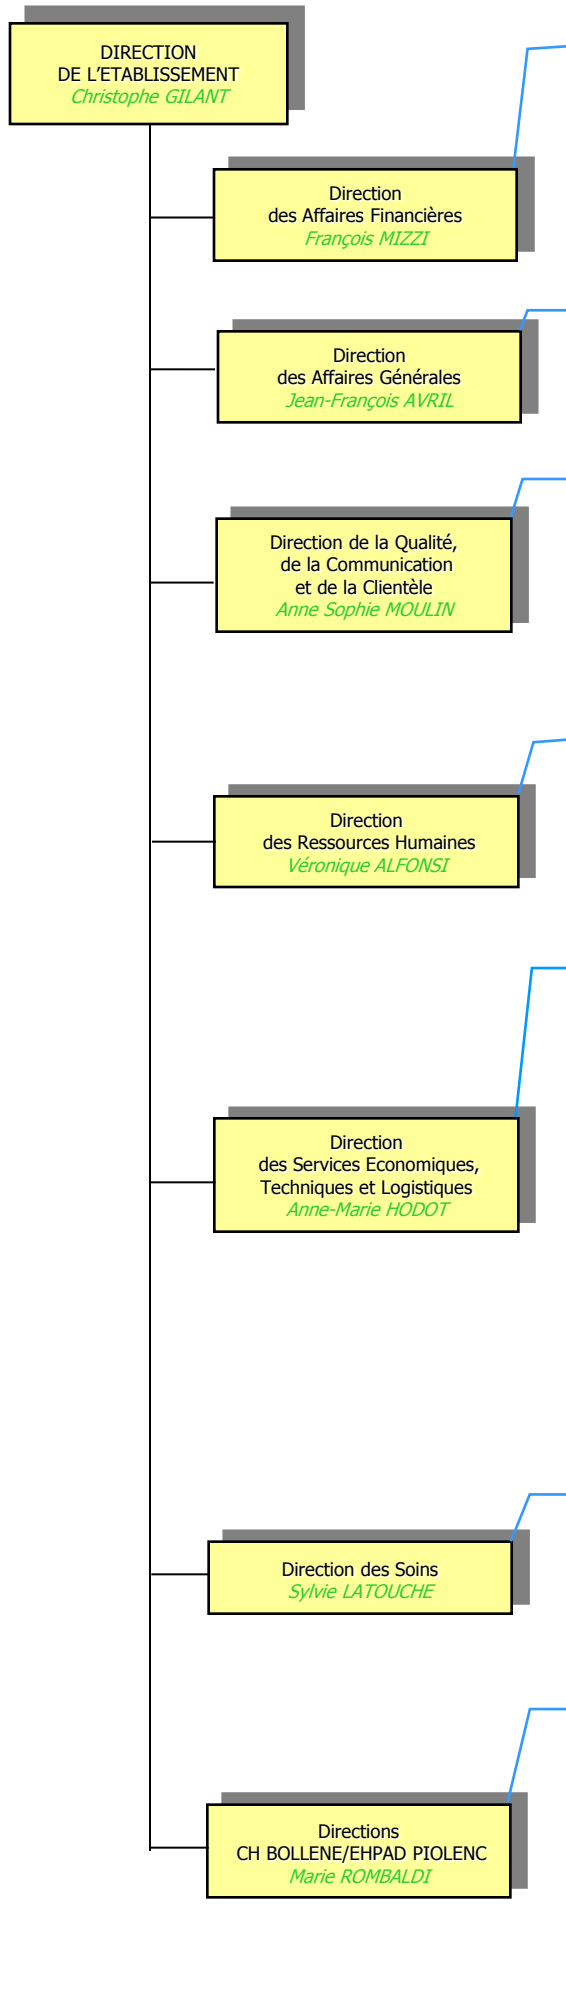 DIRECTION
DE L'ETABLISSEMENT
Christophe GILANT
Direction
des Affaires Financières
François MIZZI
Direction
des Affaires Générales
Jean-François AVRIL
Direction de la Qualité,
de la Communication
et de la Clientèle
Anne Sophie MOULIN
Direction
des Ressources Humaines
Véronique ALFONSI
Direction
des Services Economiques,
Techniques et Logistiques
Anne-Marie HODOT
Direction des Soins
Sylvie LATOUCHE
Directions
CH BOLLENE/EHPAD PIOLENC
Marie ROMBALDI